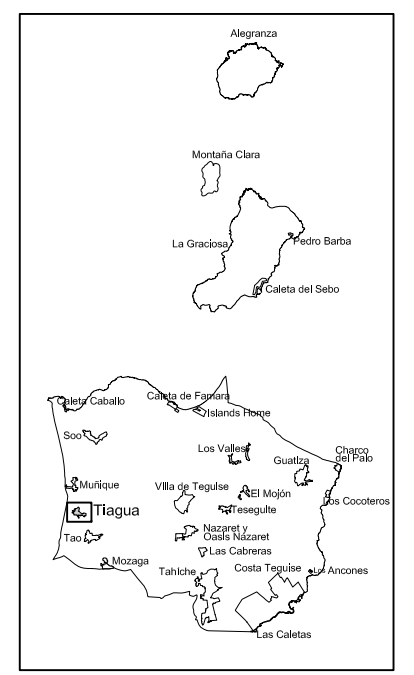 Alegranza
Montaña Clara
La Graciosa
Pedro Barba
Caleta del Sebo
Caleta Caballo
Caleta de Famara
Islands Home
Soo
Los Valles
Guatlza
Charco
del Palo
Muñique
VIlla de TeguIse
El Mojón
Los Cocoteros
Tiagua
TeseguIte
Tao
Nazaret y
Oasis Nazaret
Las Cabreras
Mozaga
TahIche
Costa Teguise
Los Ancones
Las Caletas